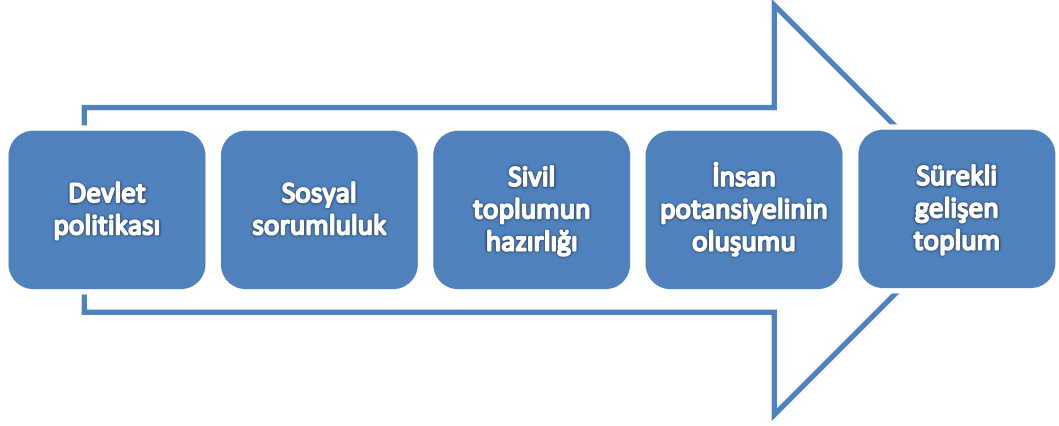 Devlet
politikası
Sosyal
sorumluluk
Sivil
toplumun
hazırlığı
İnsan
potansiyelinin
oluşumu
Sürekli
gelişen
toplum